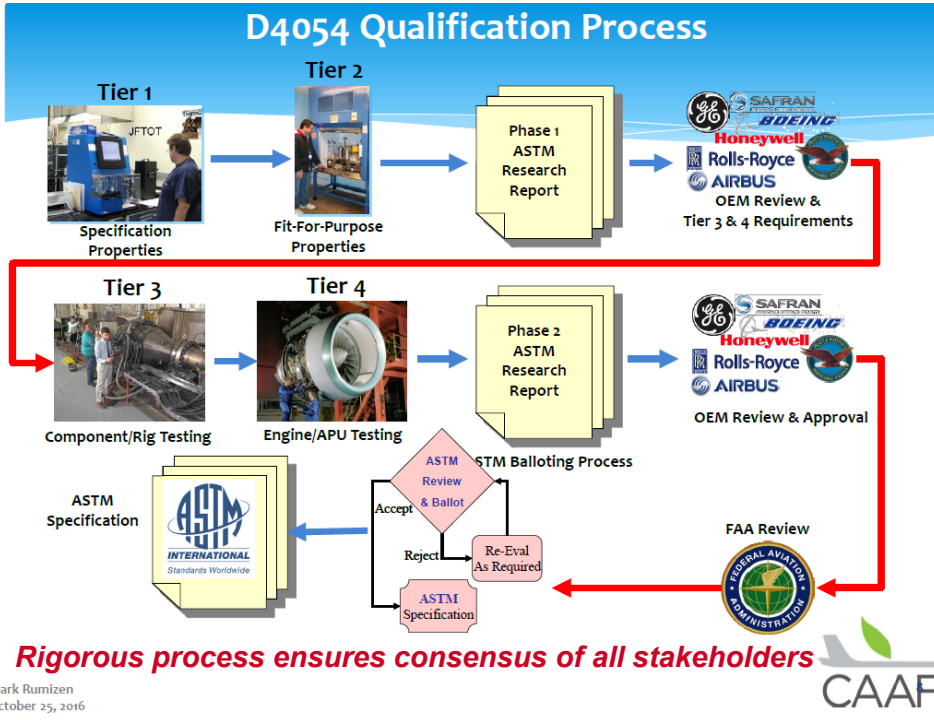 D4054 Qualification Process
Tier 1
Tier 2
JFTOT
Specification
Properties
Fit-For-Purpose
Properties
Phase 1
ASTM
Research
Report
GE
SAFRAN
BOEING
Honeywell
Rolls-Royce
AIRBUS
OEM Review &
Tier 3 & 4 Requirements
Tier 3
Tier 4
Component/Rig Testing
Engine/APU Testing
Phase 2
ASTM
Research
Report
GE
SAFRAN
BOEING
Honeywell
Rolls-Royce
AIRBUS
OEM Review & Approval
STM Balloting Process
ASTM
Review
& Ballot
Accept
Reject
Re-Eval
As Required
ASTM
Specification
ASTM
Specification
ASTM
INTERNATIONAL
Standards Worldwide
FAA Review
FEDERAL AVIATION
ADMINISTRATION
Rigorous process ensures consensus of all stakeholders
ark Rumizen
ctober 25, 2016
CAAF